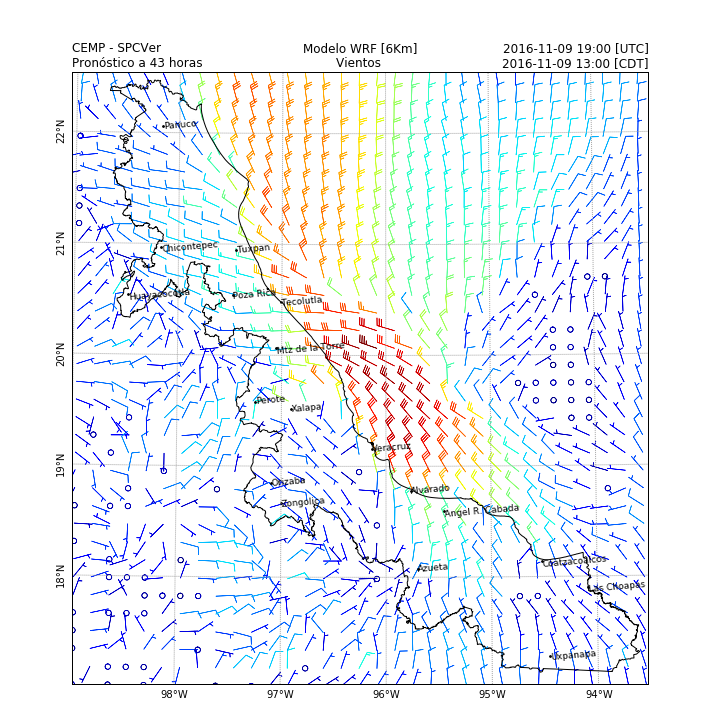 CEMP - SPCVer Modelo WRF [6Km] 2016-11-09 19:00 [UTC]
Pronóstico a 43 horas Vientos 2016-11-09 13:00 [CDT]
22°N
Panuco
21°N
Chicontepec
Tuxpan
Huayacocotla
Poza Rica
Tecolutla
20°N
Mtz de la Torre
Perote
Xalapa
19°N
Veracruz
Orizaba
Alvarado
Zongolica
Angel R. Cabada
18°N
Azueta
Coatzacoalcos
Las Choapas
Uxpanapa
98°W 97°W 96°W 95°W 94°W